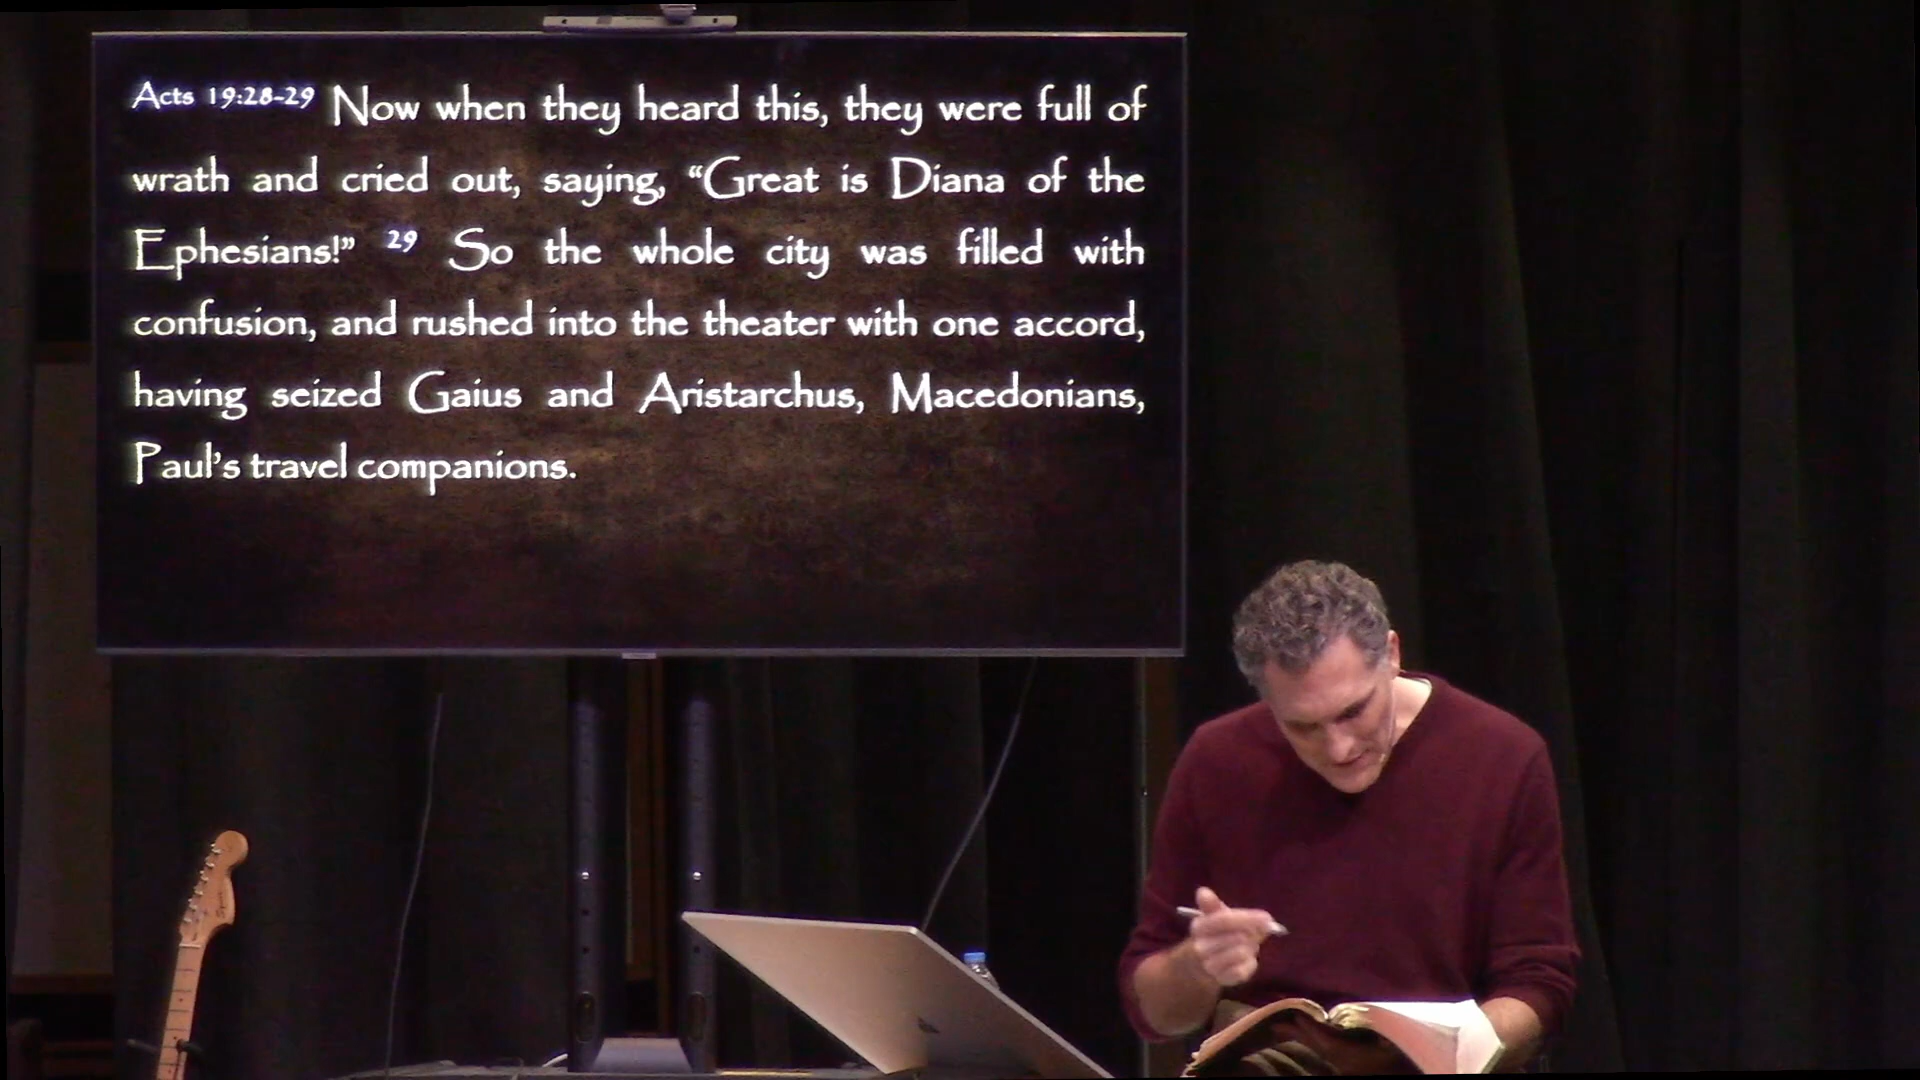 Acts 19:28-29 Now when they heard this, they were full of
wrath and cried out, saying, “Great is Diana of the
Ephesians!” 29 So the whole city was filled with
confusion, and rushed into the theater with one accord,
having seized Gaius and Aristarchus, Macedonians,
Paul’s travel companions.